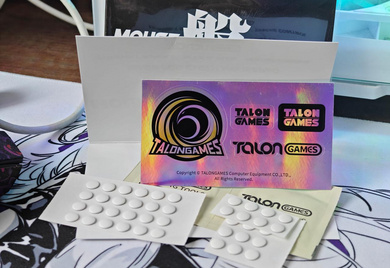 MOUSE
TALON
GAMES
TALON
GAMES
TALONGAMES
TALON GAMES
Copyright © TALONGAMES Computer Equipment CO.,LTD.,
All Rights Reserved.
TALON GAMES